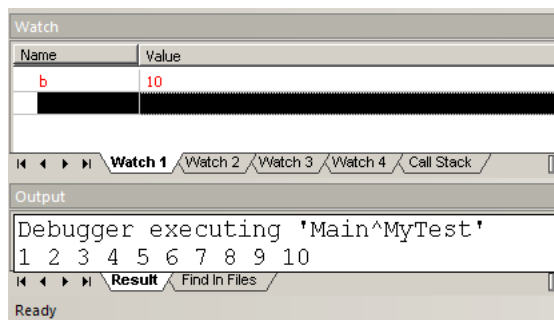 Watch
Name Value
b 10
Watch 1 Watch 2 Watch 3 Watch 4 Call Stack
Output
Debugger executing 'Main^MyTest'
1 2 3 4 5 6 7 8 9 10
Result Find In Files
Ready